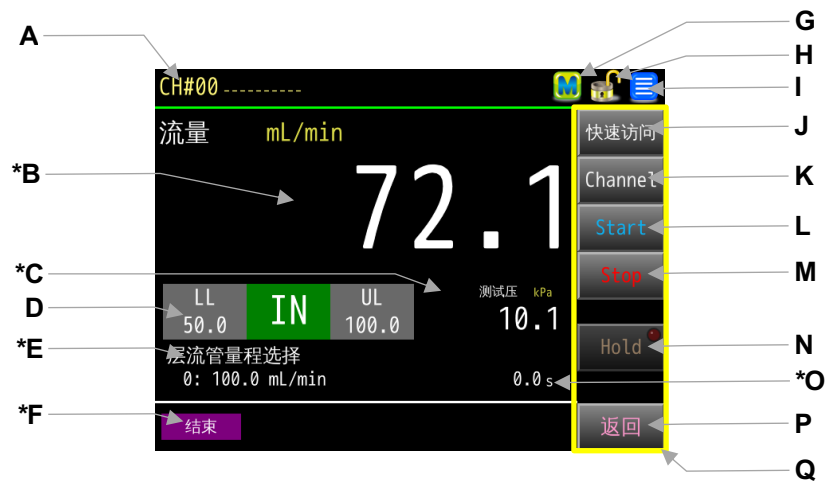 A
G
H
I
CH#00 ----------
M
流量 mL/min
快速访问
J
*B
72.1
Channel
K
Start
L
*C
Stop
M
D
LL
50.0
IN
UL
100.0
测试压 kPa
10.1
*E
层流管量程选择
Hold
N
0: 100.0 mL/min
0.0 s
*O
*F
结束
返回
P
Q